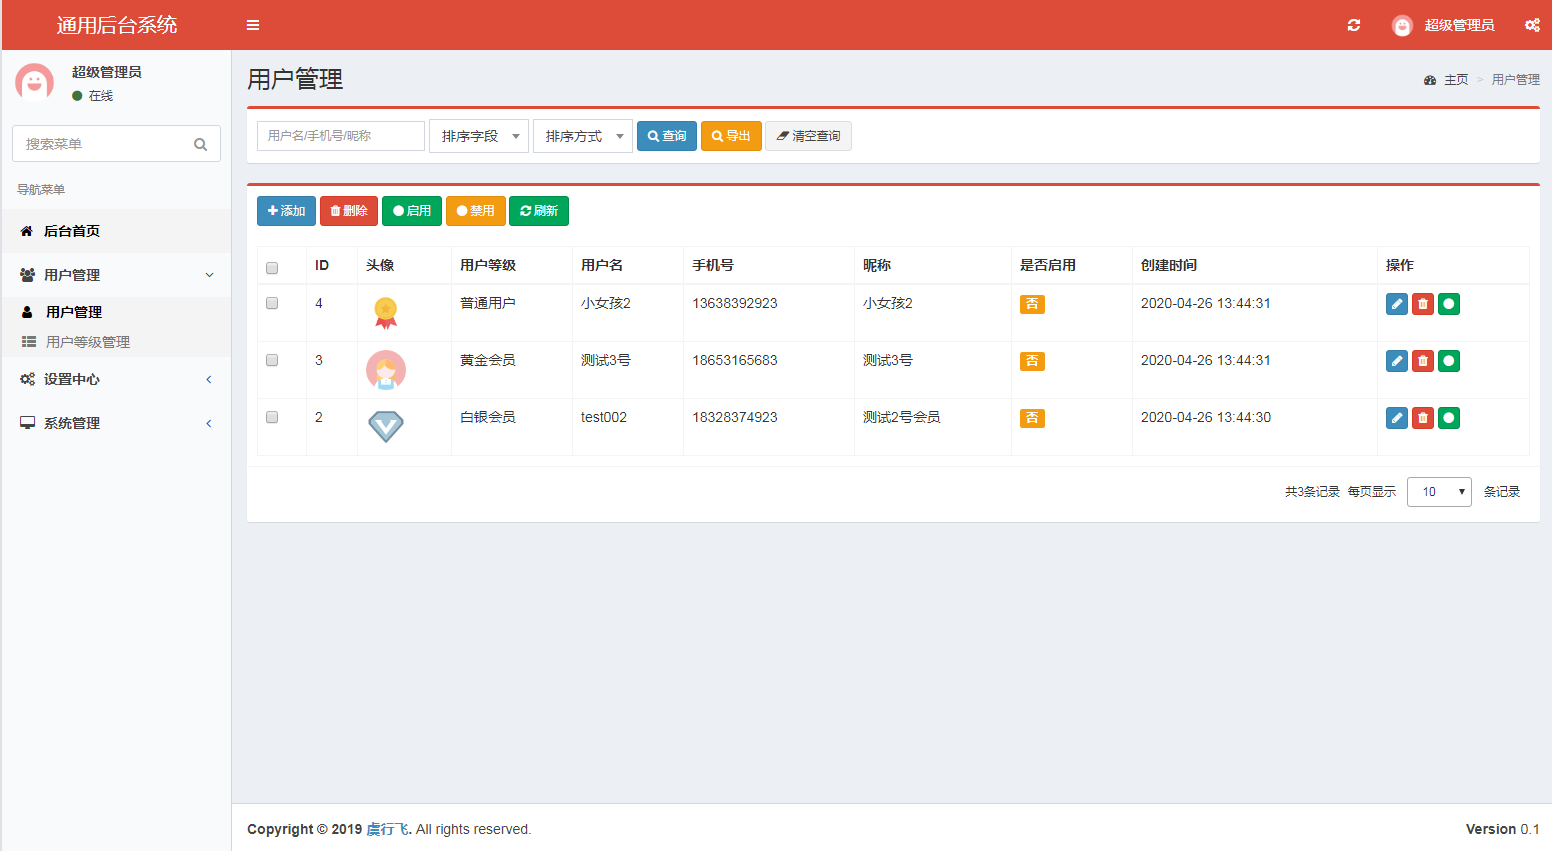 通用后台系统
超级管理员
超级管理员
在线
搜索菜单
导航菜单
后台首页
用户管理
用户管理
用户等级管理
设置中心
系统管理
用户管理
主页 > 用户管理
用户名/手机号/昵称 排序字段 排序方式 查询 导出 清空查询
添加 删除 启用 禁用 刷新
ID 头像 用户等级 用户名 手机号 昵称 是否启用 创建时间 操作
4 普通用户 小女孩2 13638392923 小女孩2 否 2020-04-26 13:44:31
3 黄金会员 测试3号 18653165683 测试3号 否 2020-04-26 13:44:31
2 白银会员 test002 18328374923 测试2号会员 否 2020-04-26 13:44:30
共3条记录 每页显示 10 条记录
Copyright © 2019 虞行飞. All rights reserved.
Version 0.1